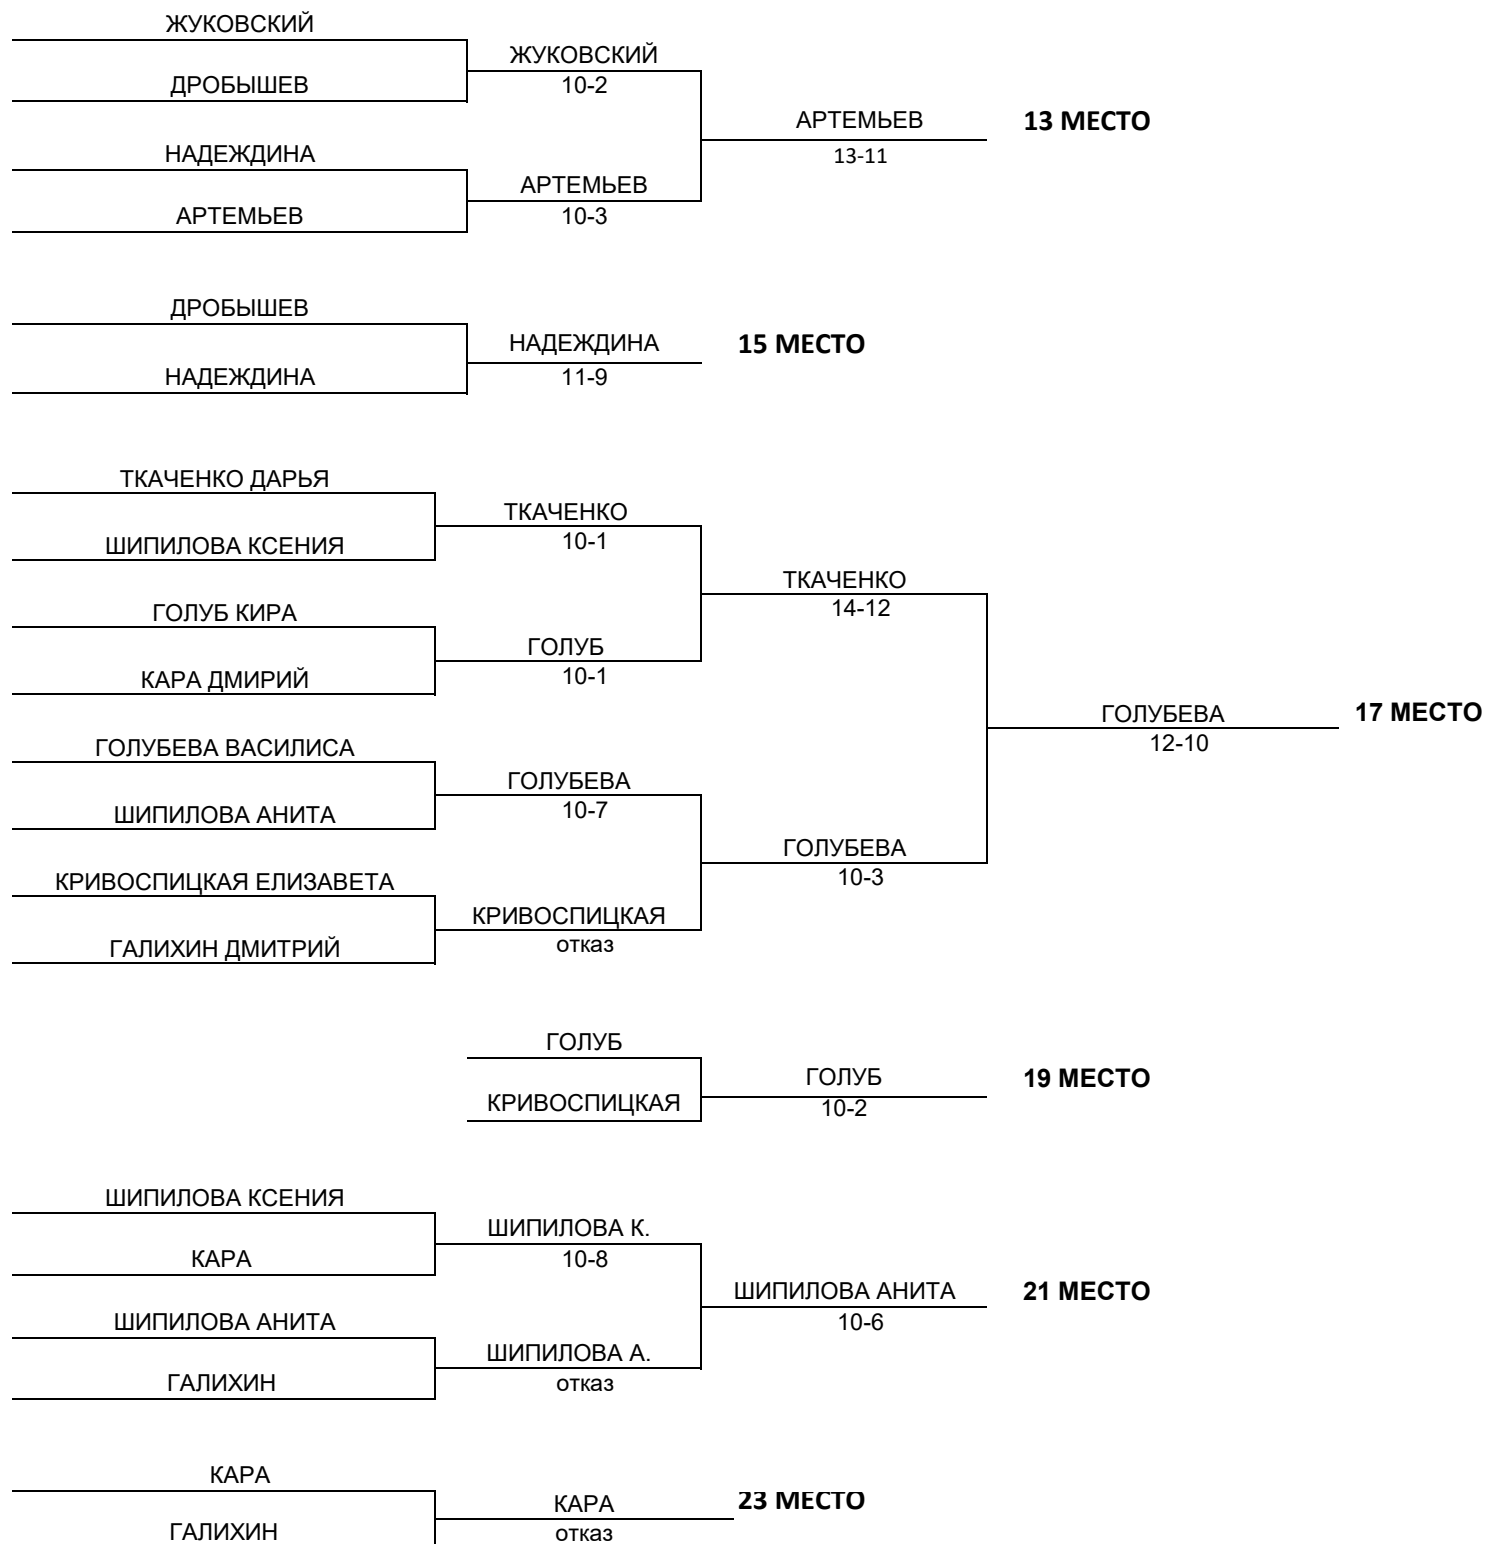 ЖУКОВСКИЙ
ЖУКОВСКИЙ
ДРОБЫШЕВ
10-2
АРТЕМЬЕВ
13 МЕСТО
НАДЕЖДИНА
13-11
АРТЕМЬЕВ
АРТЕМЬЕВ
10-3
ДРОБЫШЕВ
НАДЕЖДИНА
15 МЕСТО
НАДЕЖДИНА
11-9
ТКАЧЕНКО ДАРЬЯ
ТКАЧЕНКО
ШИПИЛОВА КСЕНИЯ
10-1
ТКАЧЕНКО
14-12
ГОЛУБ КИРА
ГОЛУБ
КАРА ДМИРИЙ
10-1
ГОЛУБЕВА
17 МЕСТО
12-10
ГОЛУБЕВА ВАСИЛИСА
ГОЛУБЕВА
ШИПИЛОВА АНИТА
10-7
ГОЛУБЕВА
10-3
КРИВОСПИЦКАЯ ЕЛИЗАВЕТА
КРИВОСПИЦКАЯ
ГАЛИХИН ДМИТРИЙ
отказ
ГОЛУБ
ГОЛУБ
19 МЕСТО
КРИВОСПИЦКАЯ
10-2
ШИПИЛОВА КСЕНИЯ
ШИПИЛОВА К.
КАРА
10-8
ШИПИЛОВА АНИТА
21 МЕСТО
ШИПИЛОВА АНИТА
10-6
ШИПИЛОВА А.
ГАЛИХИН
отказ
КАРА
КАРА
23 МЕСТО
ГАЛИХИН
отказ